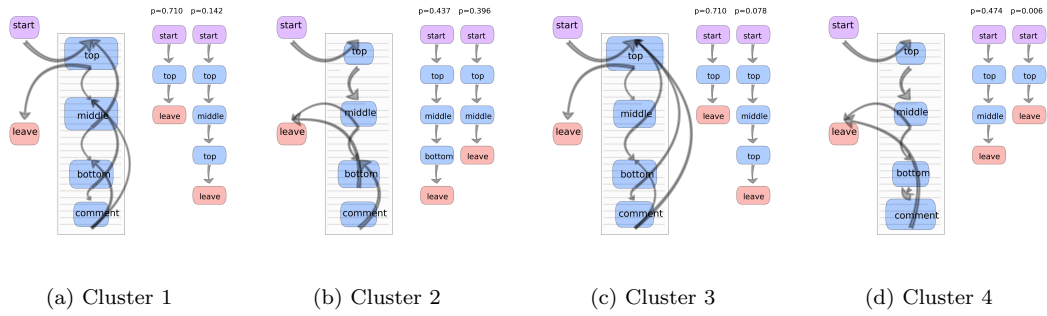 p=0.710 p=0.142
start
start
start
top
top
top
middle
leave
middle
leave
bottom
top
comment
leave
p=0.437 p=0.396
start
start
start
top
top
top
middle
middle
middle
leave
bottom
bottom
leave
comment
leave
p=0.710 p=0.078
start
start
start
top
top
top
middle
leave
middle
leave
bottom
top
comment
leave
p=0.474 p=0.006
start
start
start
top
top
top
middle
middle
leave
leave
bottom
leave
comment
(a) Cluster 1
(b) Cluster 2
(c) Cluster 3
(d) Cluster 4